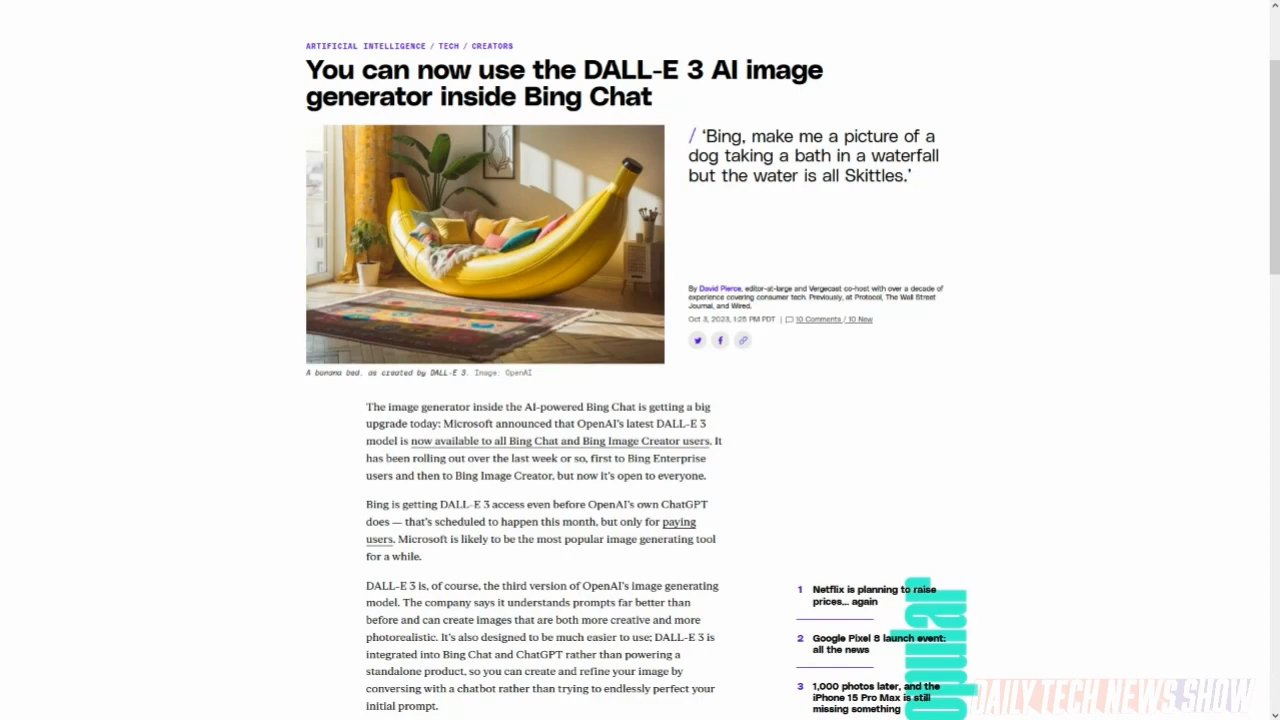 ARTIFICIAL INTELLIGENCE / TECH / CREATORS
You can now use the DALL-E 3 AI image
generator inside Bing Chat
/ ‘Bing, make me a picture of a
dog taking a bath in a waterfall
but the water is all Skittles.’
By David Pierce, editor-at-large and Vergecast co-host with over a decade of
experience covering consumer tech. Previously, at Protocol, The Wall Street
Journal, and Wired.
Oct 3, 2023, 1:25 PM PDT | 10 Comments / 10 New
A banana bed, as created by DALL-E 3. Image: OpenAI
The image generator inside the AI-powered Bing Chat is getting a big
upgrade today: Microsoft announced that OpenAI’s latest DALL-E 3
model is now available to all Bing Chat and Bing Image Creator users. It
has been rolling out over the last week or so, first to Bing Enterprise
users and then to Bing Image Creator, but now it’s open to everyone.
Bing is getting DALL-E 3 access even before OpenAI’s own ChatGPT
does — that’s scheduled to happen this month, but only for paying
users. Microsoft is likely to be the most popular image generating tool
for a while.
DALL-E 3 is, of course, the third version of OpenAI’s image generating
model. The company says it understands prompts far better than
before and can create images that are both more creative and more
photorealistic. It’s also designed to be much easier to use; DALL-E 3 is
integrated into Bing Chat and ChatGPT rather than powering a
standalone product, so you can create and refine your image by
conversing with a chatbot rather than trying to endlessly perfect your
initial prompt.
1 Netflix is planning to raise
prices… again
2 Google Pixel 8 launch event:
all the news
3 1,000 photos later, and the
iPhone 15 Pro Max is still
missing something
DAILY TECH NEWS SHOW